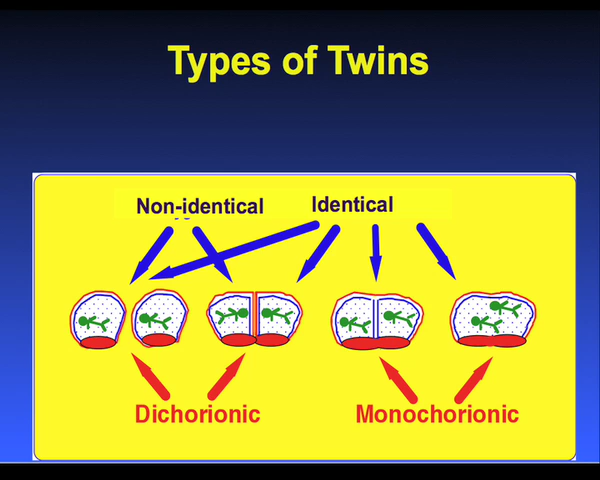 Types of Twins
Non-identical
Identical
Dichorionic
Monochorionic